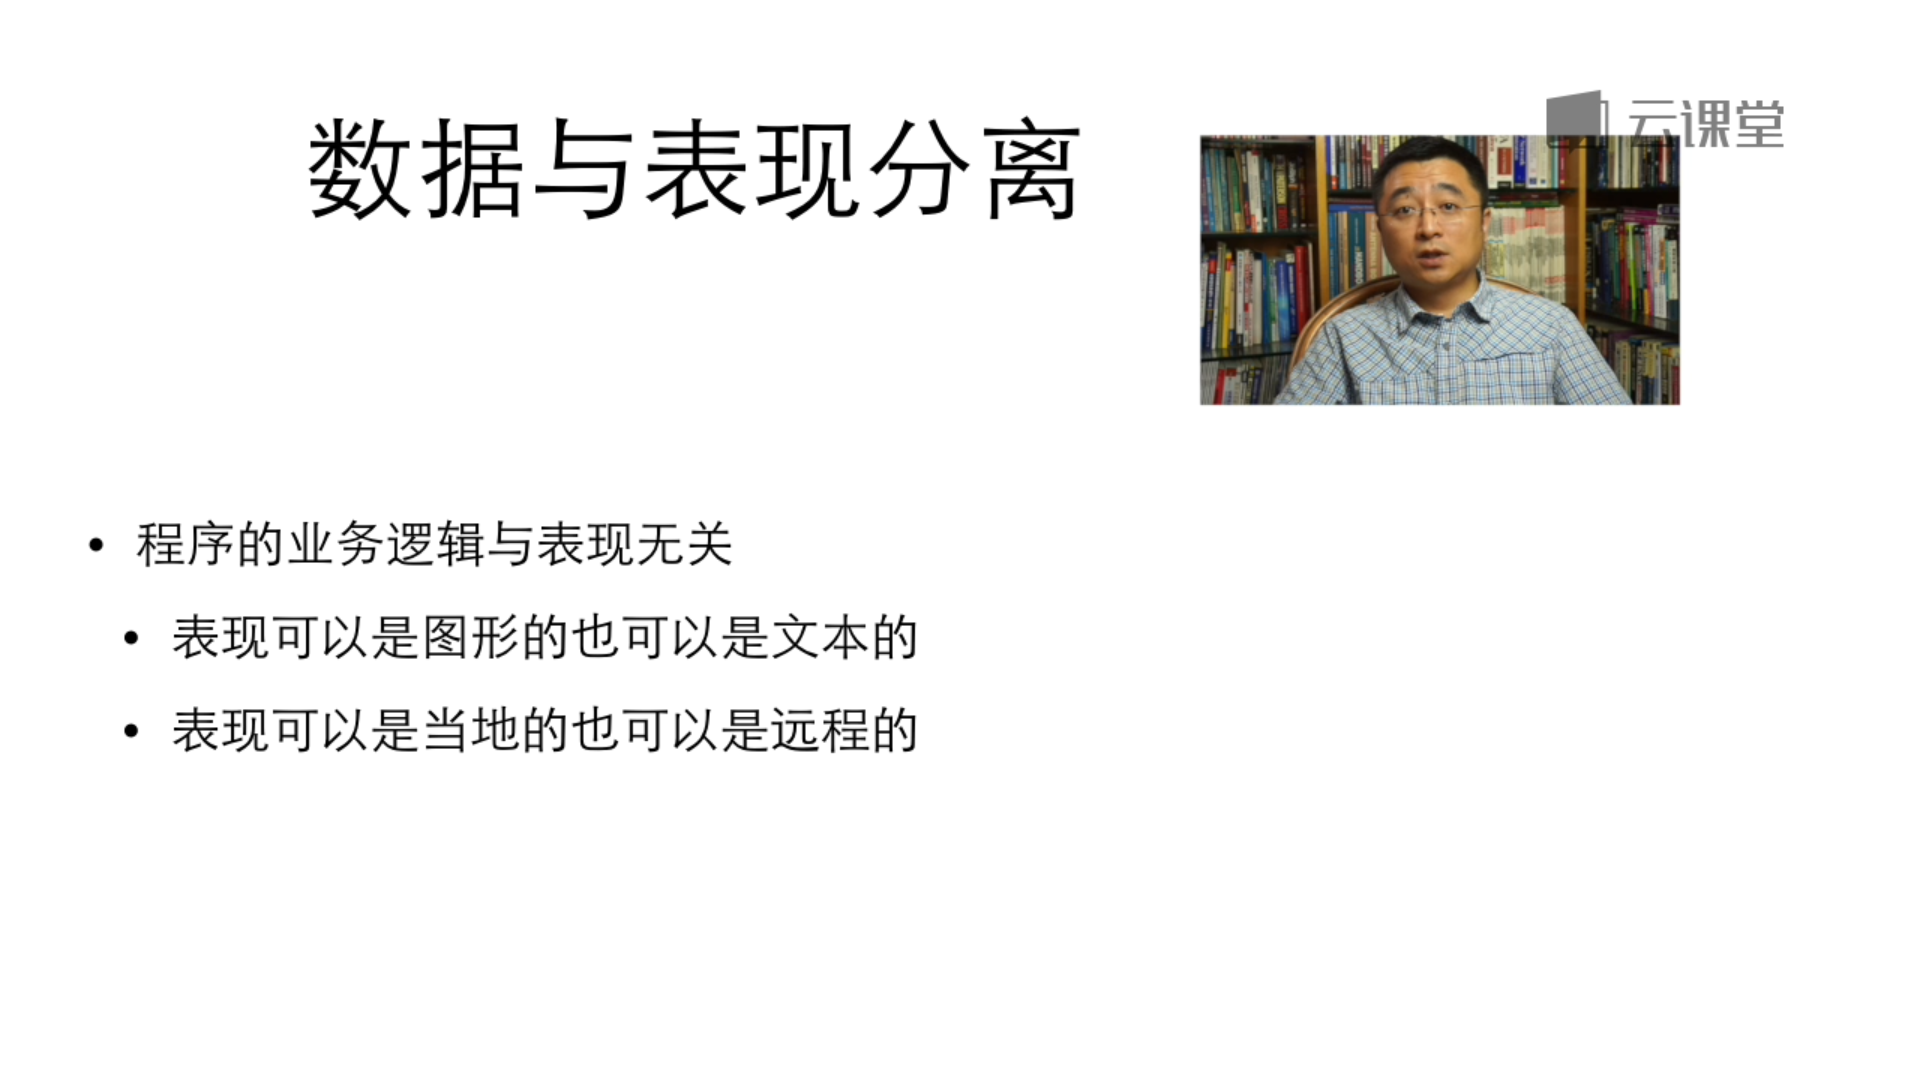 数据与表现分离
云课堂
程序的业务逻辑与表现无关
表现可以是图形的也可以是文本的
表现可以是当地的也可以是远程的